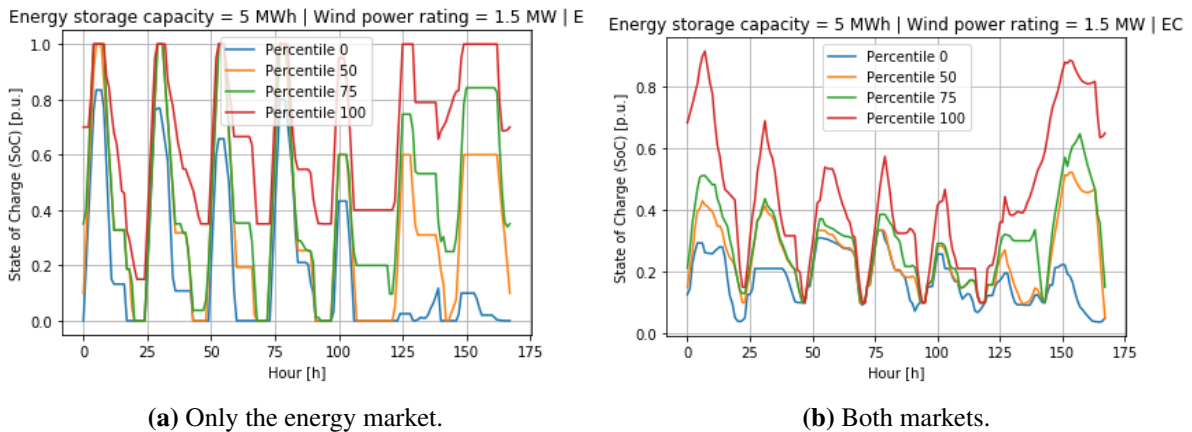 Energy storage capacity = 5 MWh | Wind power rating = 1.5 MW | E
State of Charge (SoC) [p.u.]
1.0
0.8
0.6
0.4
0.2
0.0
Percentile 0
Percentile 50
Percentile 75
Percentile 100
0 25 50 75 100 125 150 175
Hour [h]
(a) Only the energy market.
Energy storage capacity = 5 MWh | Wind power rating = 1.5 MW | EC
State of Charge (SoC) [p.u.]
0.8
0.6
0.4
0.2
0.0
Percentile 0
Percentile 50
Percentile 75
Percentile 100
0 25 50 75 100 125 150 175
Hour [h]
(b) Both markets.